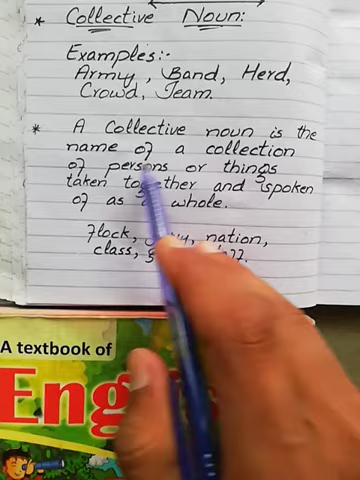 * Collective Noun:
Examples:-
Army, Band, Herd,
Crowd, Team.
* A Collective noun is the
name of a collection
of persons or things
taken together and spoken
of as a whole.
Flock, nation,
class,
A textbook of
Eng